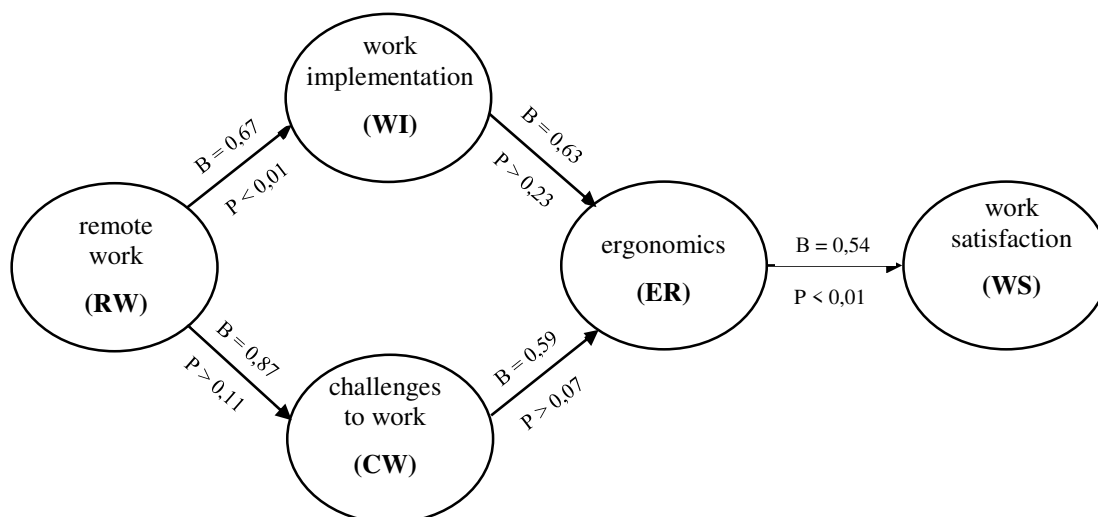 work
implementation
(WI)
B = 0,67
P < 0,01
B = 0,63
P > 0,23
remote
work
(RW)
ergonomics
(ER)
B = 0,54
P < 0,01
work
satisfaction
(WS)
B = 0,87
P > 0,11
B = 0,59
P > 0,07
challenges
to work
(CW)